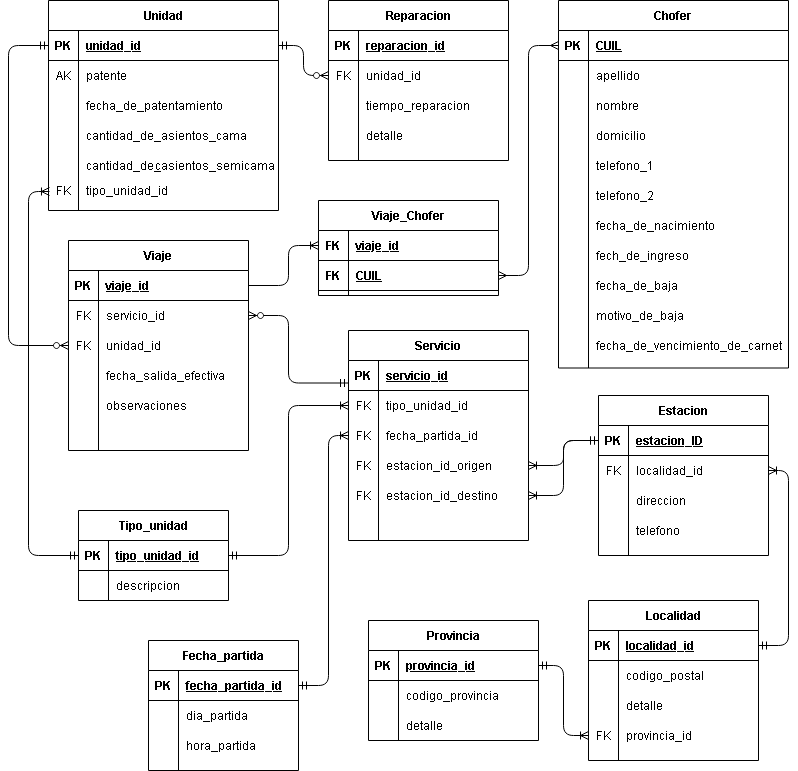 Unidad
PK unidad_id
AK patente
fecha_de_patentamiento
cantidad_de_asientos_cama
cantidad_decasientos_semicama
FK tipo_unidad_id
Reparacion
PK reparacion_id
FK unidad_id
tiempo_reparacion
detalle
Chofer
PK CUIL
apellido
nombre
domicilio
telefono_1
telefono_2
fecha_de_nacimiento
fech_de_ingreso
fecha_de_baja
motivo_de_baja
fecha_de_vencimiento_de_carnet
Viaje_Chofer
FK viaje_id
FK CUIL
Viaje
PK viaje_id
FK servicio_id
FK unidad_id
fecha_salida_efectiva
observaciones
Servicio
PK servicio_id
FK tipo_unidad_id
FK fecha_partida_id
FK estacion_id_origen
FK estacion_id_destino
Estacion
PK estacion_ID
FK localidad_id
direccion
telefono
Tipo_unidad
PK tipo_unidad_id
descripcion
Fecha_partida
PK fecha_partida_id
dia_partida
hora_partida
Provincia
PK provincia_id
codigo_provincia
detalle
Localidad
PK localidad_id
codigo_postal
detalle
FK provincia_id